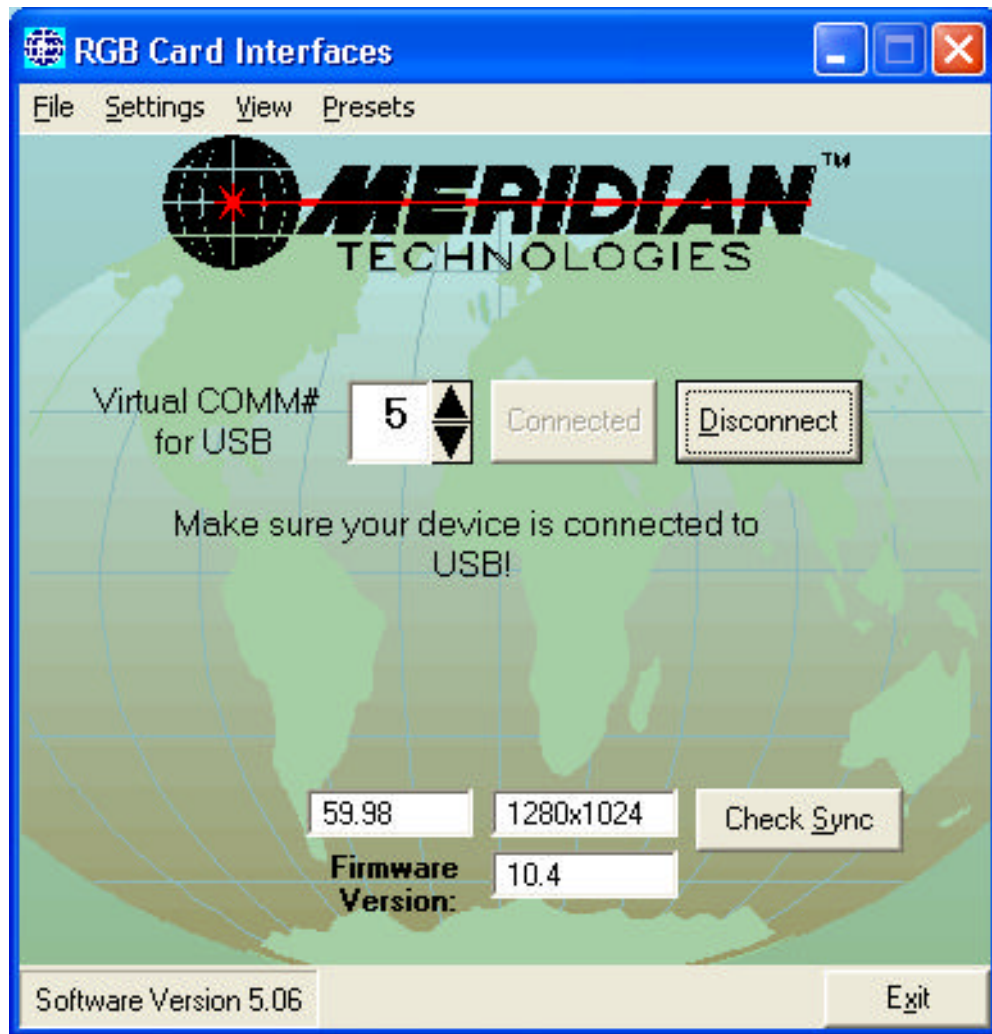 RGB Card Interfaces
File Settings View Presets
MERIDIAN™
TECHNOLOGIES
Virtual COMM#
for USB
5
Connected
Disconnect
Make sure your device is connected to
USB!
59.98
1280x1024
Check Sync
Firmware
Version:
10.4
Software Version 5.06
Exit